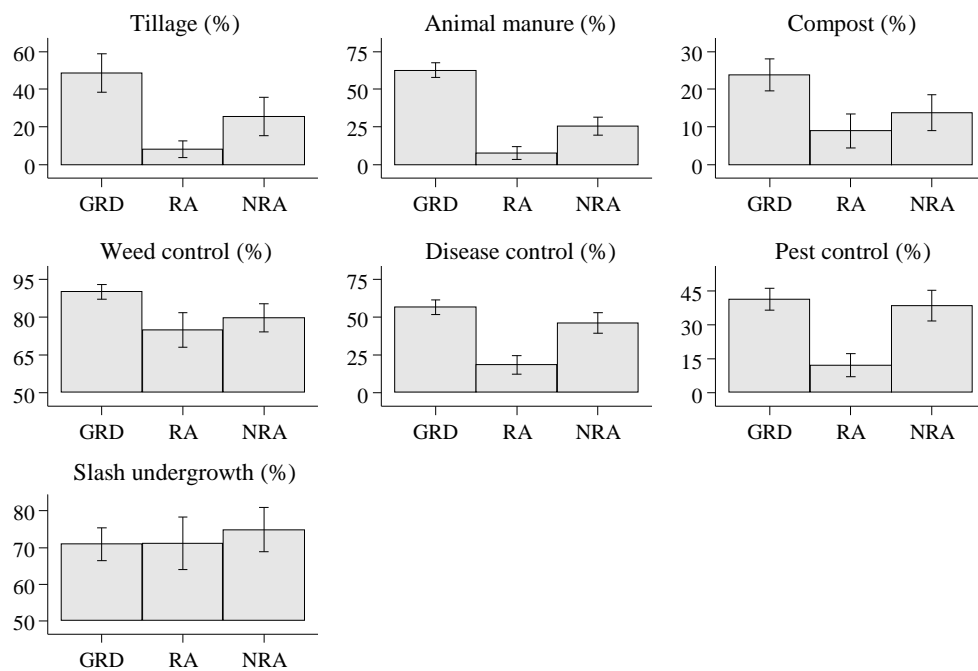 Tillage (%)
60
40
20
0
GRD RA NRA
Animal manure (%)
75
50
25
0
GRD RA NRA
Compost (%)
30
20
10
0
GRD RA NRA
Weed control (%)
95
80
65
50
GRD RA NRA
Disease control (%)
75
50
25
0
GRD RA NRA
Pest control (%)
45
30
15
0
GRD RA NRA
Slash undergrowth (%)
80
70
60
50
GRD RA NRA